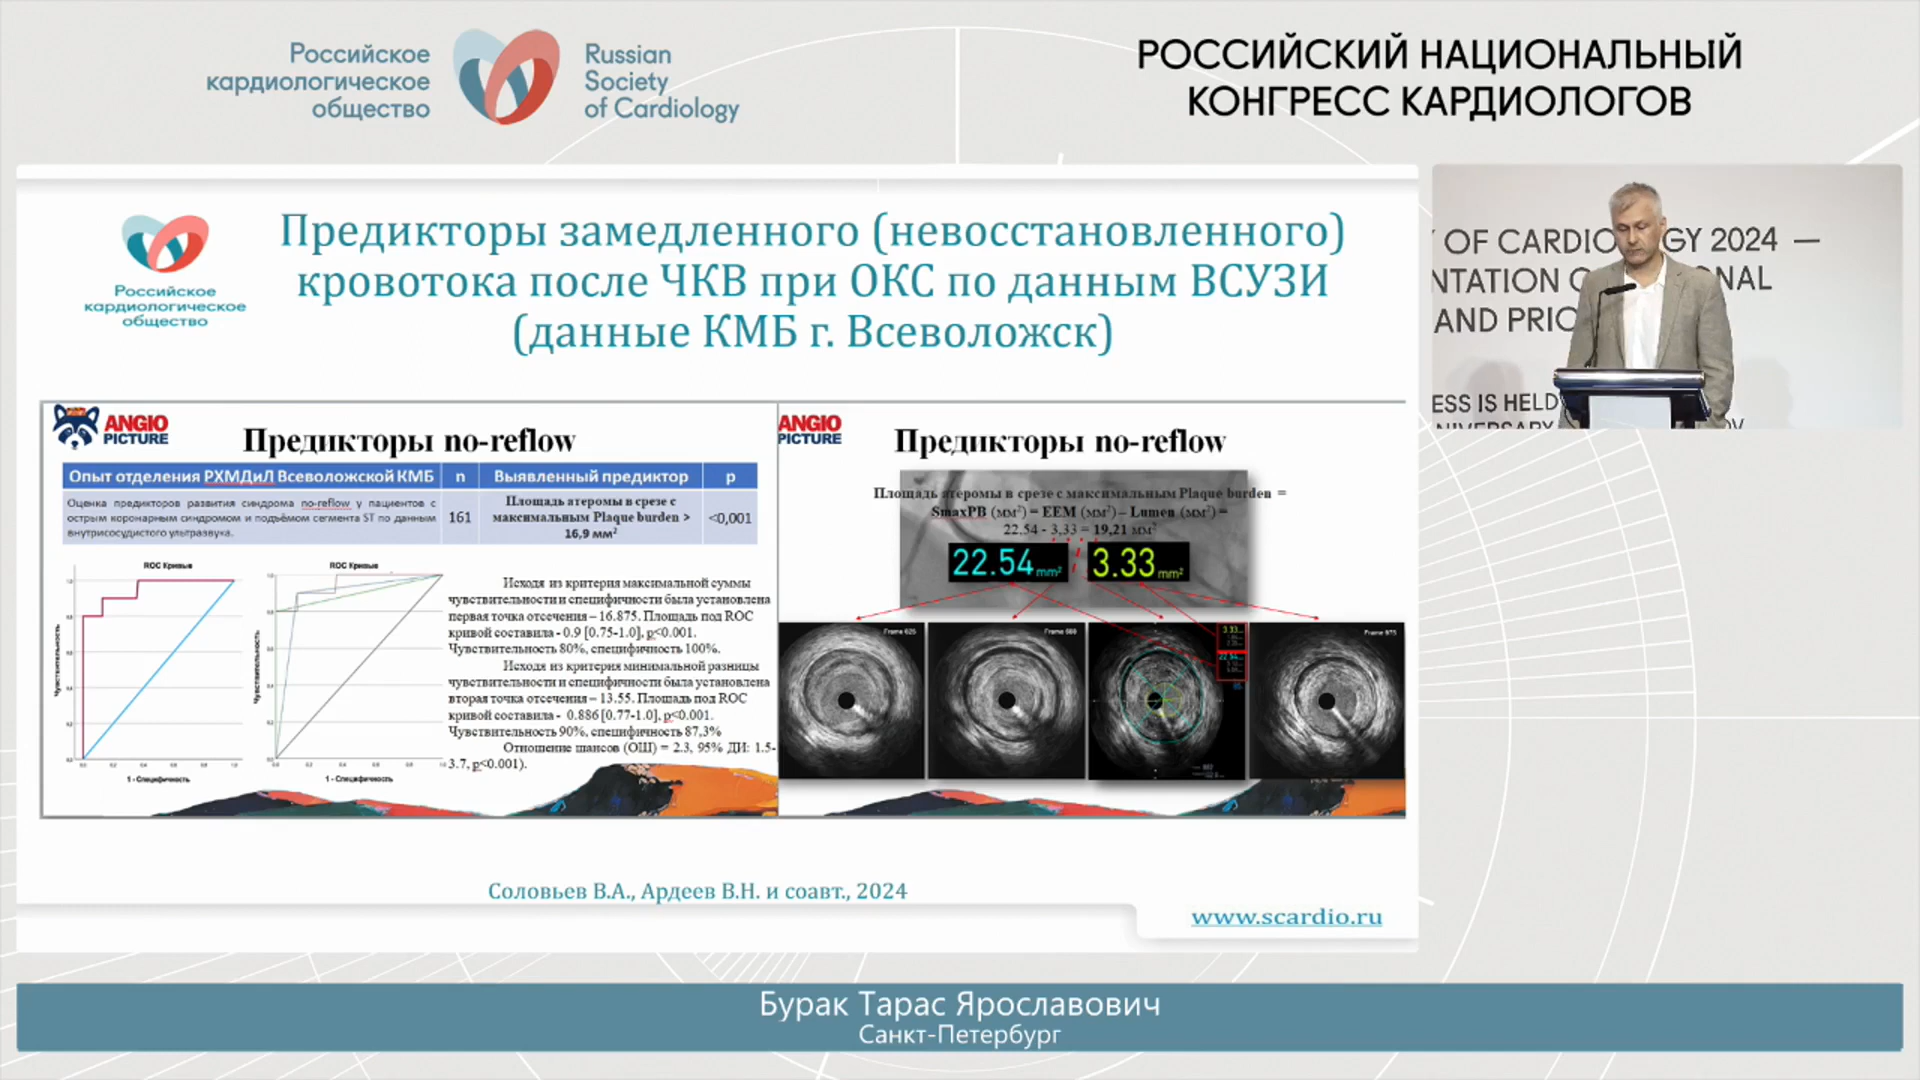 Российское
кардиологическое
общество
Russian
Society
of Cardiology
РОССИЙСКИЙ НАЦИОНАЛЬНЫЙ
КОНГРЕСС КАРДИОЛОГОВ
Российское
кардиологическое
общество
Предикторы замедленного (невосстановленного)
кровотока после ЧКВ при ОКС по данным ВСУЗИ
(данные КМБ г. Всеволожск)
OF CARDIO GY 2024 —
NTATION O NAL
AND PRIO
ESS IS HELD
ANGIO
PICTURE
Предикторы no-reflow
Опыт отделения РХМДиЛ Всеволожской КМБ n Выявленный предиктор p
Оценка предикторов развития синдрома no-reflow у пациентов с
острым коронарным синдромом и подъёмом сегмента ST по данным
внутрисосудистого ультразвука.
161
Площадь атеромы в срезе с
максимальным Plaque burden >
16,9 мм²
<0,001
ROC Кривые
Чувствительность
1 - Специфичность
ROC Кривые
Чувствительность
1 - Специфичность
Исходя из критерия максимальной суммы
чувствительности и специфичности была установлена
первая точка отсечения – 16.875. Площадь под ROC
кривой составила - 0.9 [0.75-1.0], p<0.001.
Чувствительность 80%, специфичность 100%.
Исходя из критерия минимальной разницы
чувствительности и специфичности была установлена
вторая точка отсечения – 13.55. Площадь под ROC
кривой составила - 0.886 [0.77-1.0], p<0.001.
Чувствительность 90%, специфичность 87,3%
Отношение шансов (ОШ) = 2.3, 95% ДИ: 1.5-
3.7, p<0.001).
ANGIO
PICTURE
Предикторы no-reflow
Площадь атеромы в срезе с максимальным Plaque burden =
SmaxPB (мм²) = EEM (мм²) – Lumen (мм²) =
22,54 - 3,33 = 19,21 мм²
22.54 mm²
3.33 mm²
Frame 625
Frame 975
Соловьев В.А., Ардеев В.Н. и соавт., 2024
www.scardio.ru
Бурак Тарас Ярославович
Санкт-Петербург